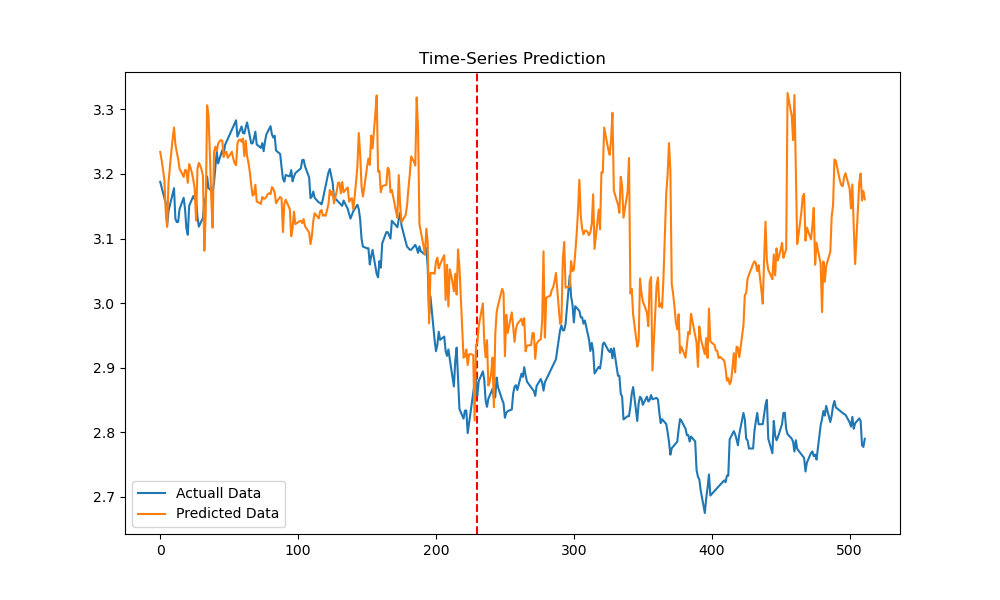 Time-Series Prediction
3.3
3.2
3.1
3.0
2.9
2.8
2.7
Actuall Data
Predicted Data
0 100 200 300 400 500